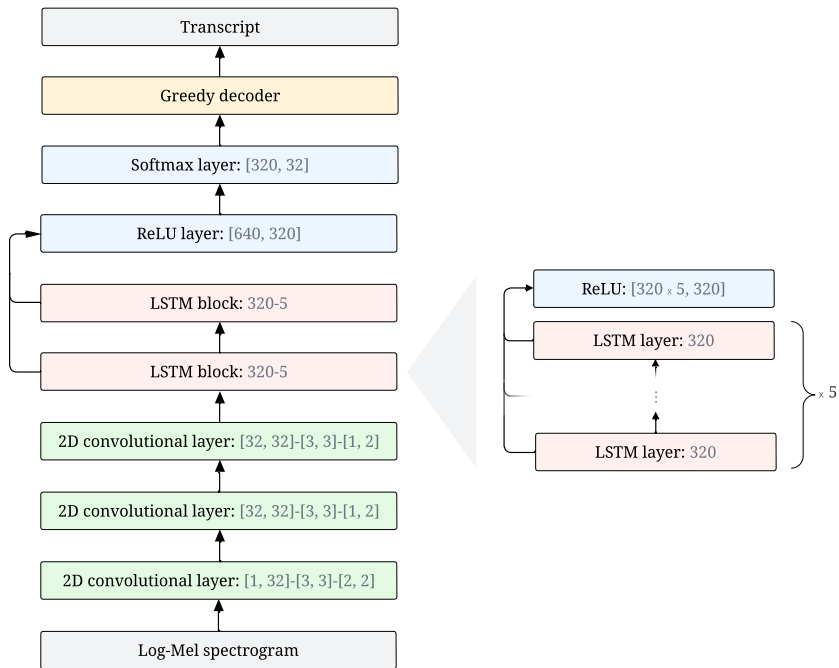 Transcript
Greedy decoder
Softmax layer: [320, 32]
ReLU layer: [640, 320]
LSTM block: 320-5
LSTM block: 320-5
2D convolutional layer: [32, 32]-[3, 3]-[1, 2]
2D convolutional layer: [32, 32]-[3, 3]-[1, 2]
2D convolutional layer: [1, 32]-[3, 3]-[2, 2]
Log-Mel spectrogram
ReLU: [320 x 5, 320]
LSTM layer: 320
⋮
LSTM layer: 320
x 5